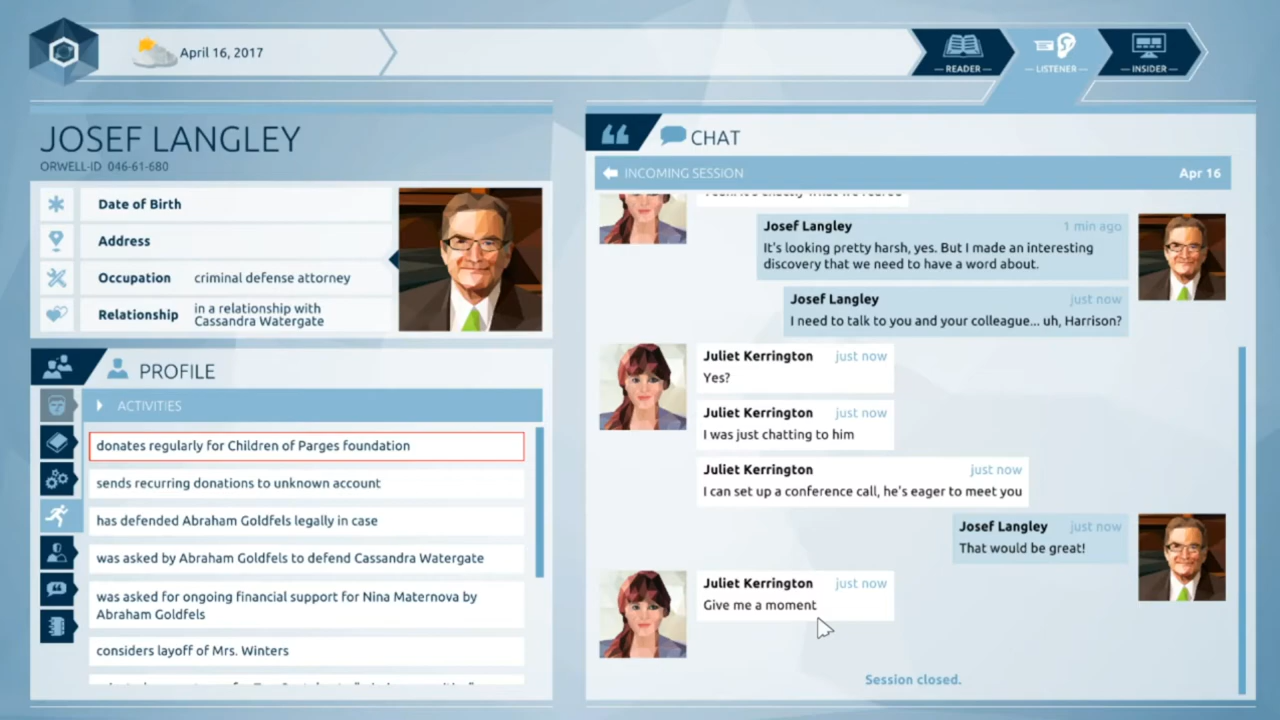 April 16, 2017
— READER —
— LISTENER —
— INSIDER —
JOSEF LANGLEY
ORWELL-ID 046-61-680
Date of Birth
Address
Occupation criminal defense attorney
Relationship in a relationship with
Cassandra Watergate
PROFILE
ACTIVITIES
donates regularly for Children of Parges foundation
sends recurring donations to unknown account
has defended Abraham Goldfels legally in case
was asked by Abraham Goldfels to defend Cassandra Watergate
was asked for ongoing financial support for Nina Maternova by
Abraham Goldfels
considers layoff of Mrs. Winters
CHAT
INCOMING SESSION Apr 16
Josef Langley 1 min ago
It's looking pretty harsh, yes. But I made an interesting
discovery that we need to have a word about.
Josef Langley just now
I need to talk to you and your colleague... uh, Harrison?
Juliet Kerrington just now
Yes?
Juliet Kerrington just now
I was just chatting to him
Juliet Kerrington just now
I can set up a conference call, he's eager to meet you
Josef Langley just now
That would be great!
Juliet Kerrington just now
Give me a moment
Session closed.